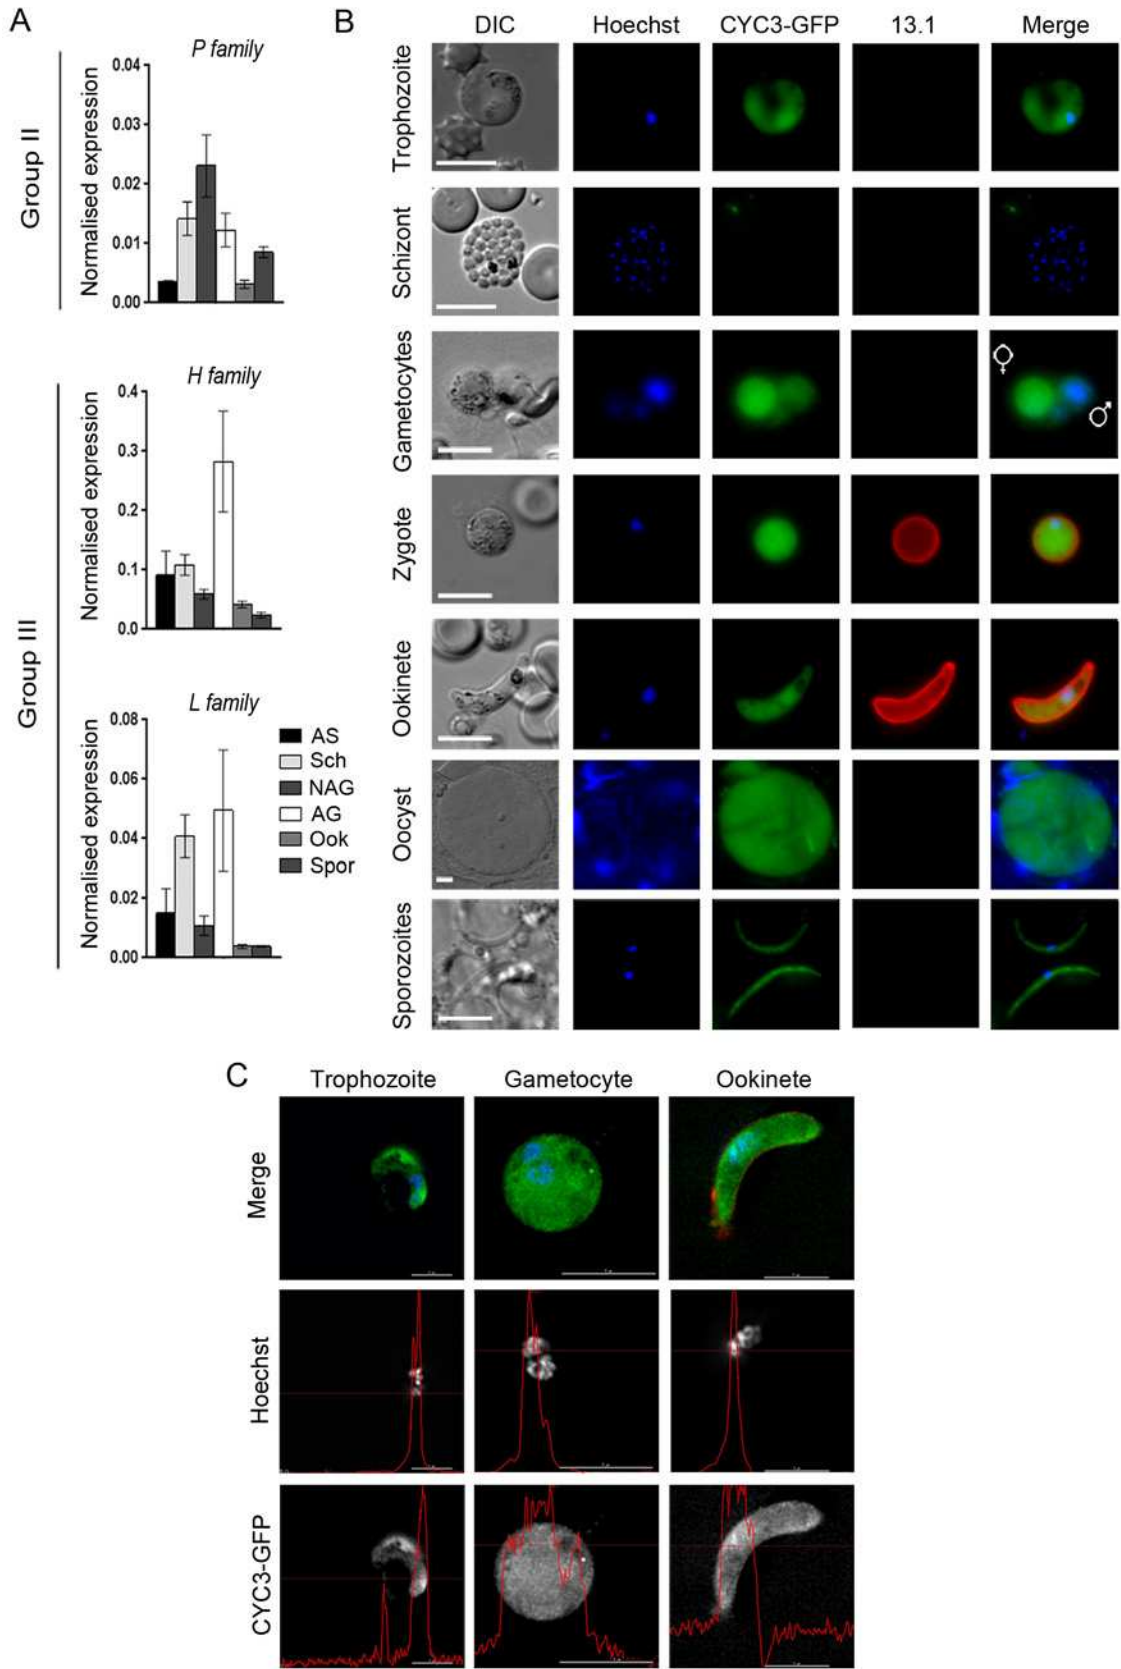 A
Group II
P family
Normalised expression
0.04
0.03
0.02
0.01
0.00
Group III
H family
Normalised expression
0.4
0.3
0.2
0.1
0.0
L family
Normalised expression
0.08
0.06
0.04
0.02
0.00
AS
Sch
NAG
AG
Ook
Spor
B
DIC Hoechst CYC3-GFP 13.1 Merge
Trophozoite
Schizont
Gametocytes
♀
♂
Zygote
Ookinete
Oocyst
Sporozoites
C
Trophozoite Gametocyte Ookinete
Merge
Hoechst
CYC3-GFP